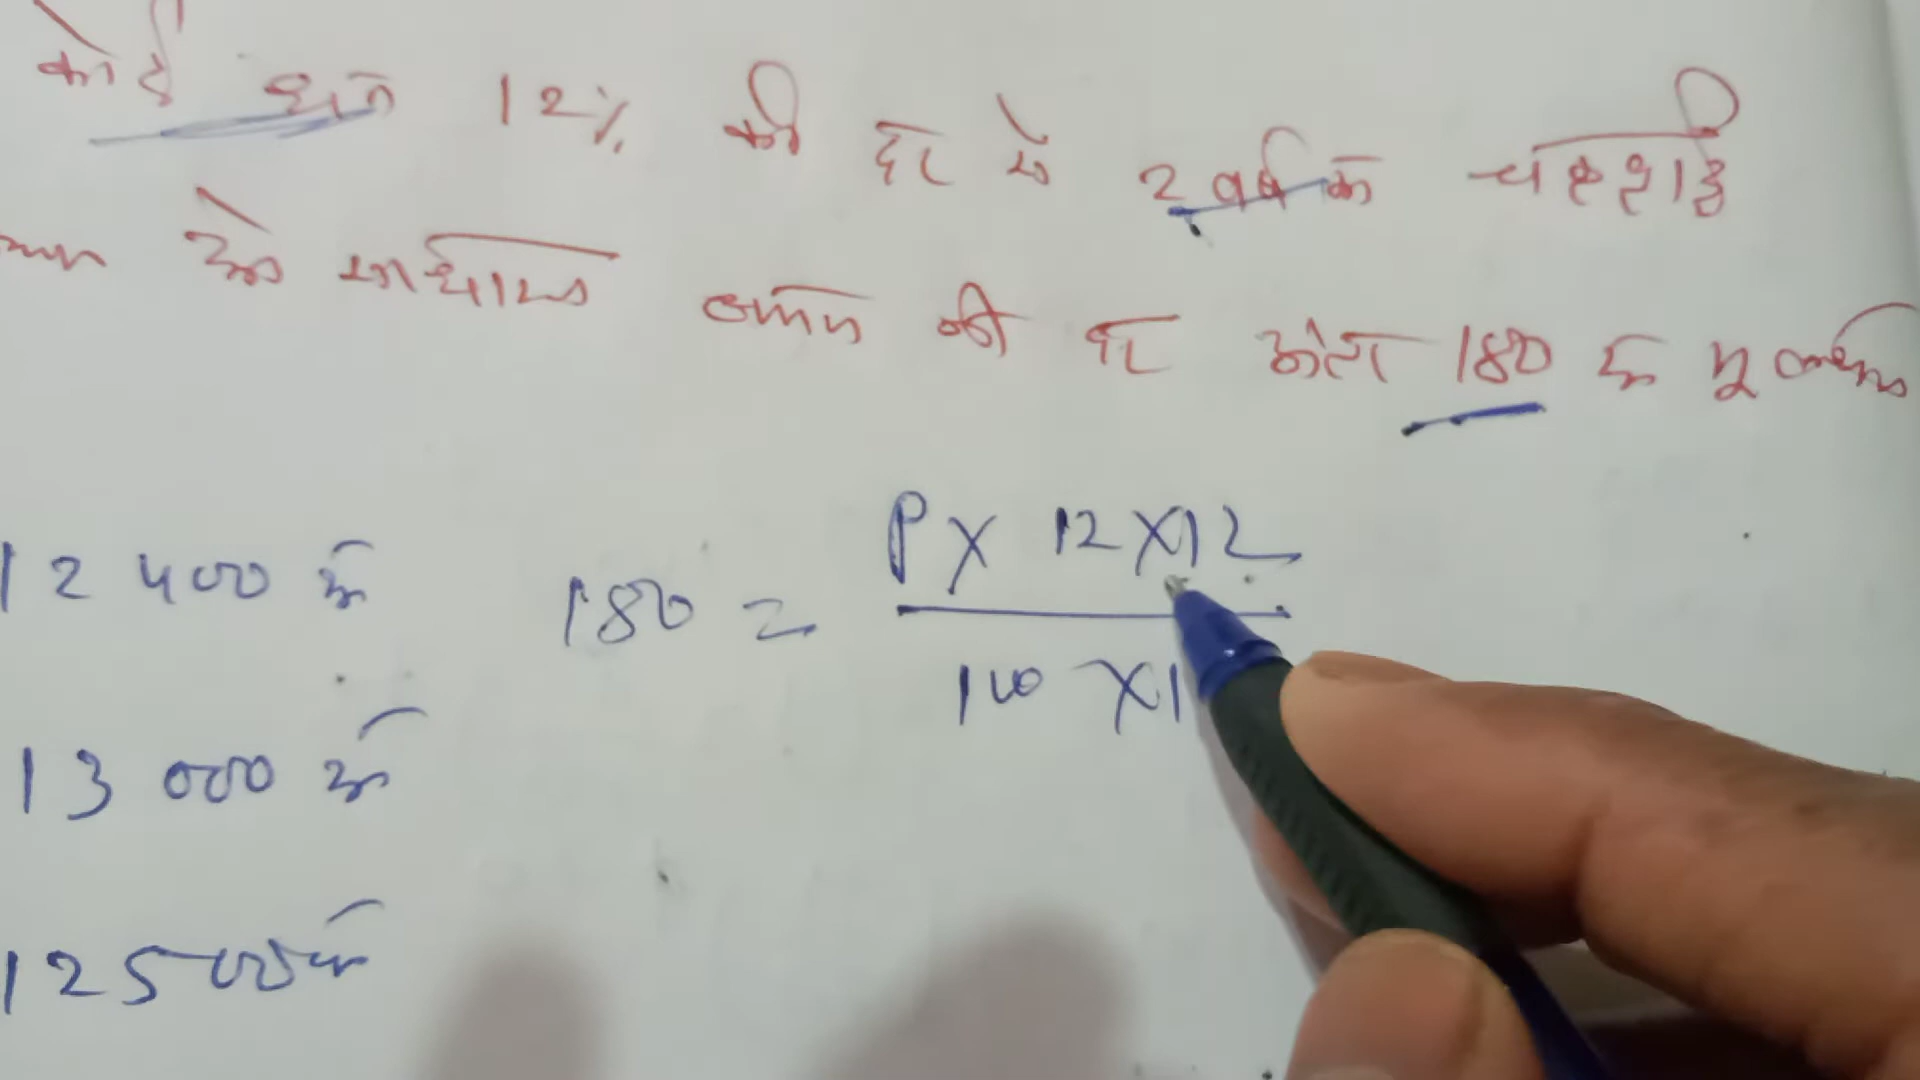 कोई धन 12% की दर से 2 वर्ष के चक्रवृद्धि
साधारण ब्याज की दर अंतर 180 रू मूलधन
12400 रू
180 = P X 12 X 12
100 X 1
13000 रू
12500 रू